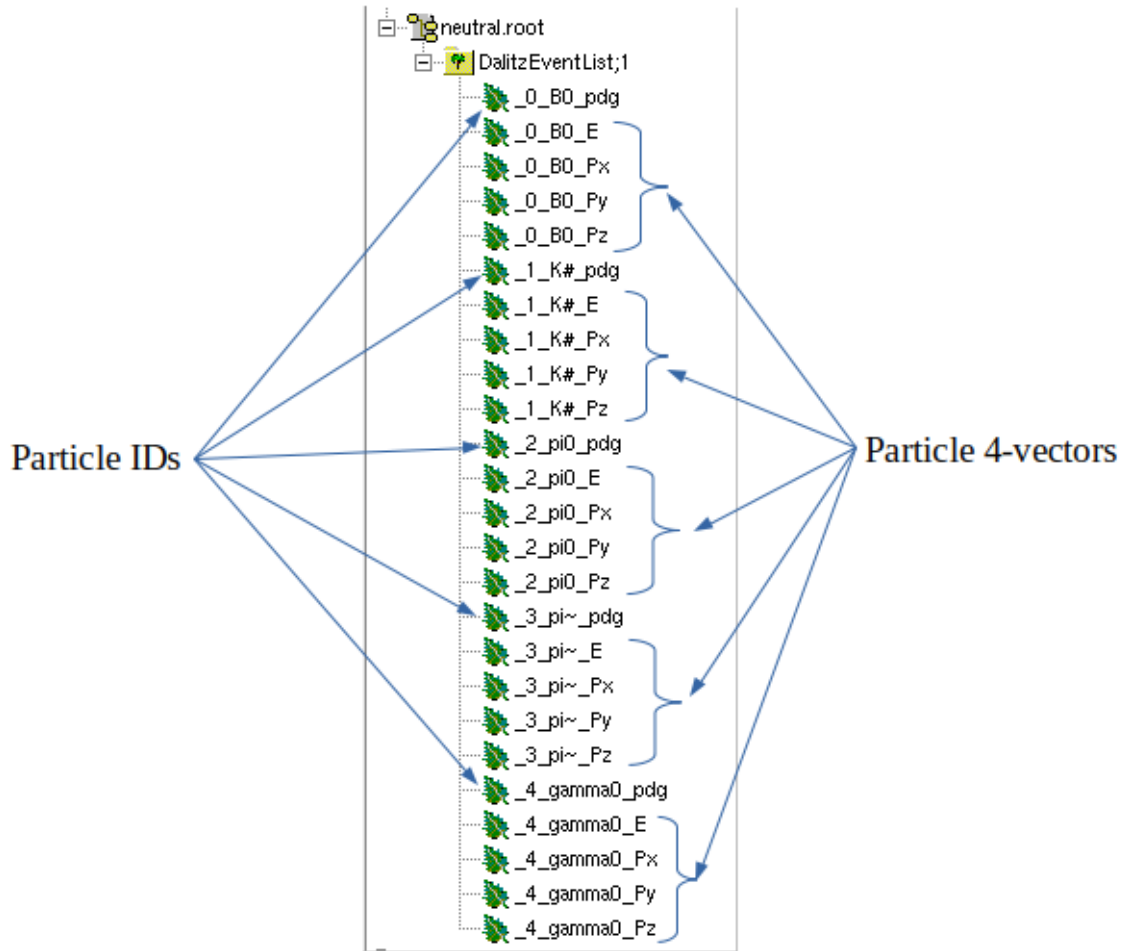 neutral.root
DalitzEventList;1
_0_B0_pdg
_0_B0_E
_0_B0_Px
_0_B0_Py
_0_B0_Pz
_1_K#_pdg
_1_K#_E
_1_K#_Px
_1_K#_Py
_1_K#_Pz
_2_pi0_pdg
_2_pi0_E
_2_pi0_Px
_2_pi0_Py
_2_pi0_Pz
_3_pi~_pdg
_3_pi~_E
_3_pi~_Px
_3_pi~_Py
_3_pi~_Pz
_4_gamma0_pdg
_4_gamma0_E
_4_gamma0_Px
_4_gamma0_Py
_4_gamma0_Pz
Particle IDs
Particle 4-vectors